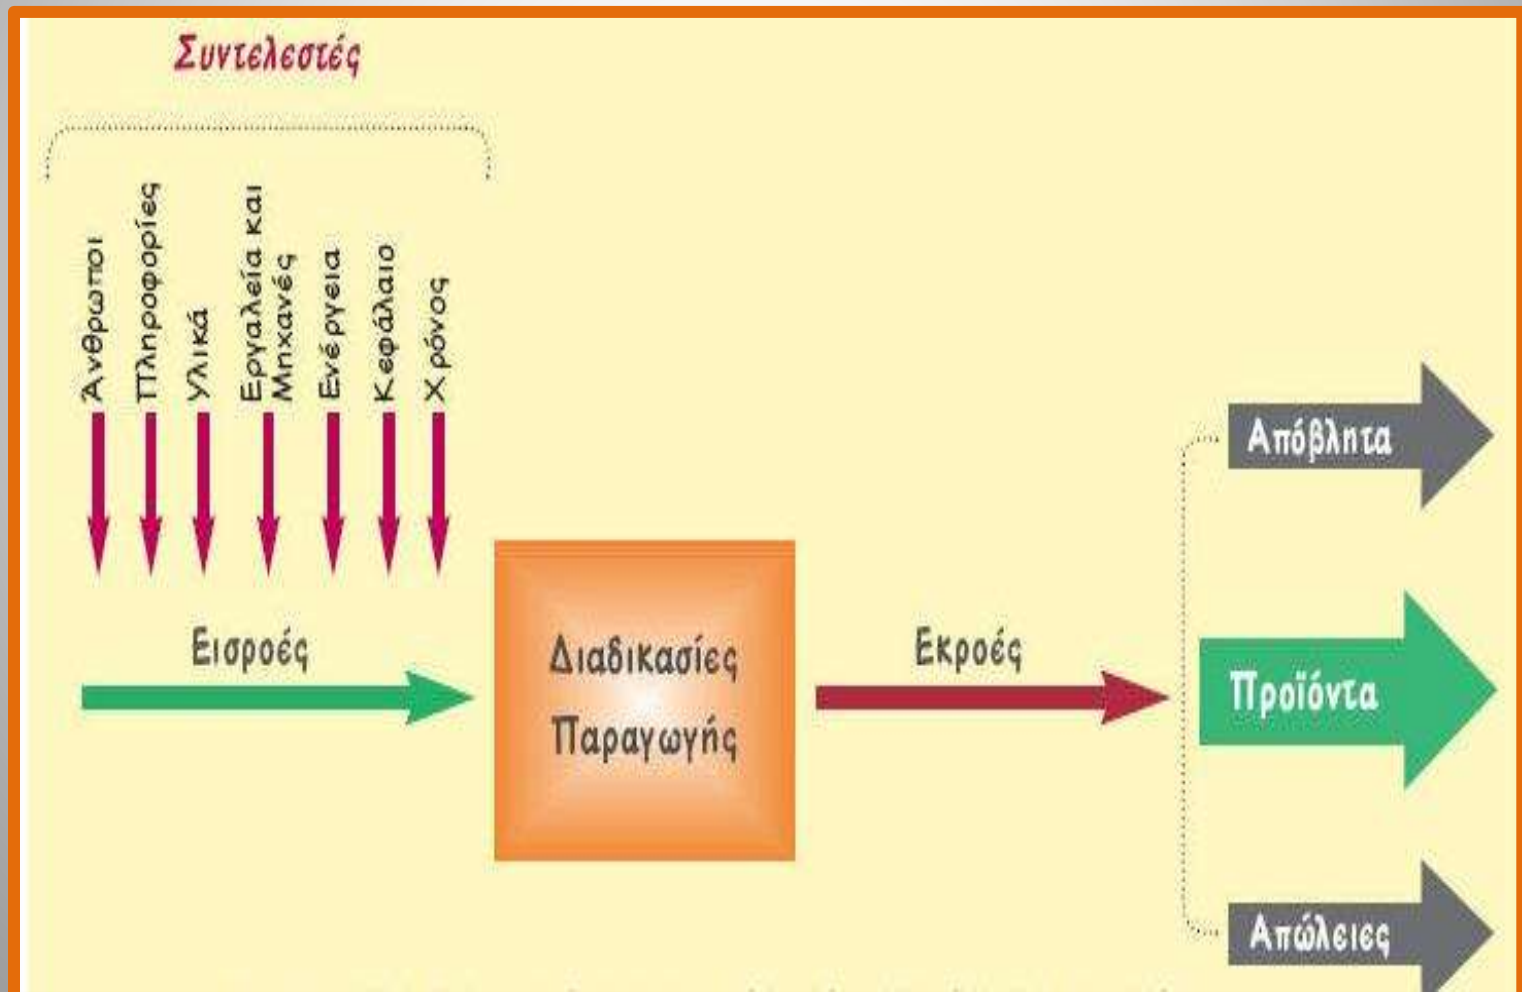 Συντελεστές
Άνθρωποι
Πληροφορίες
Υλικά
Εργαλεία και
Μηχανές
Ενέργεια
Κεφάλαιο
Χρόνος
Εισροές
Διαδικασίες
Παραγωγής
Εκροές
Απόβλητα
Προϊόντα
Απώλειες